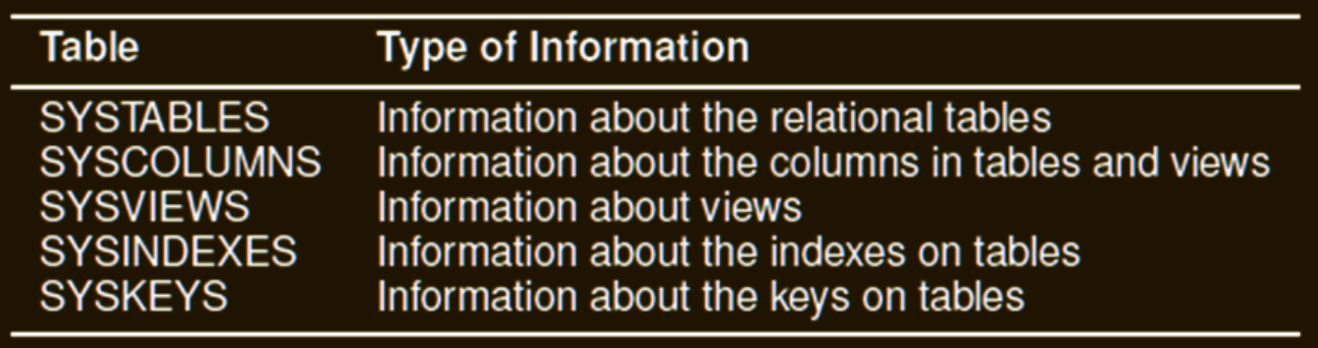 Table Type of Information
SYSTABLES Information about the relational tables
SYSCOLUMNS Information about the columns in tables and views
SYSVIEWS Information about views
SYSINDEXES Information about the indexes on tables
SYSKEYS Information about the keys on tables